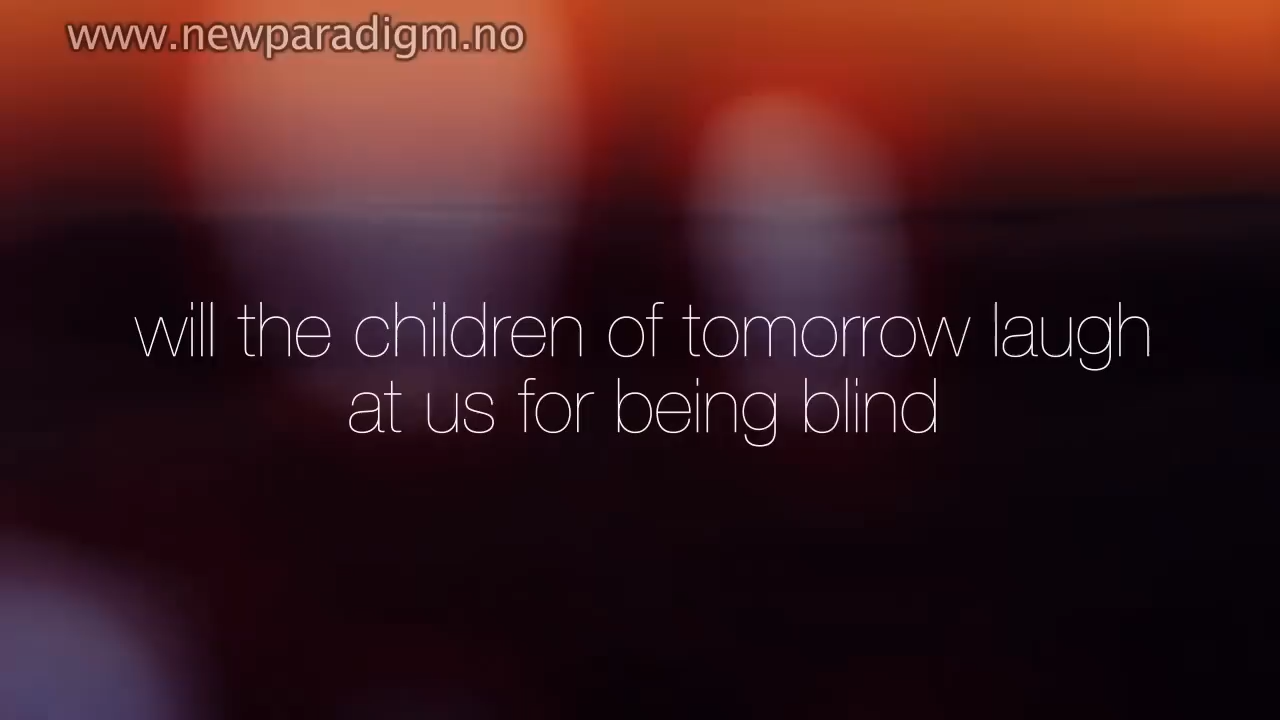 www.newparadigm.no
will the children of tomorrow laugh
at us for being blind